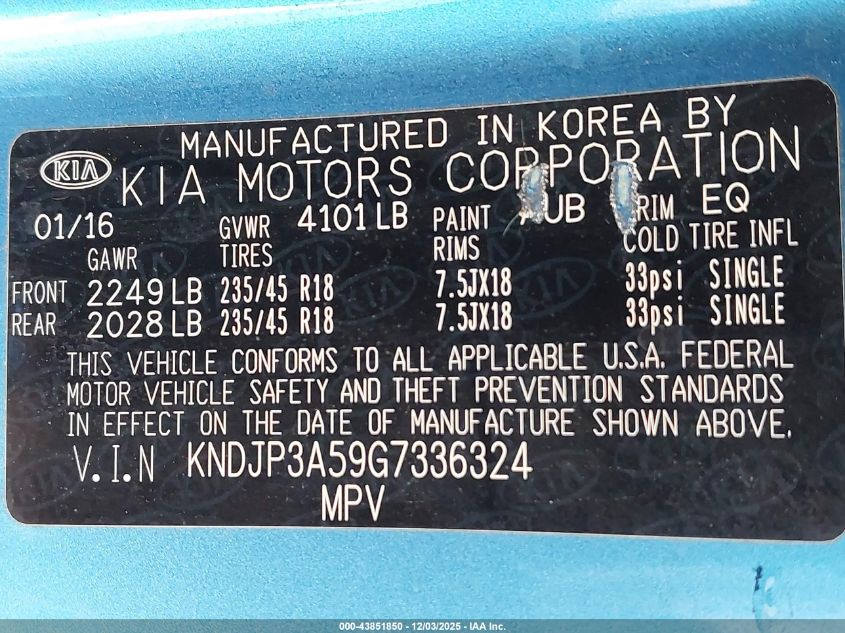 MANUFACTURED IN KOREA BY
KIA KIA MOTORS CORPORATION
01/16 GVWR 4101 LB PAINT UB TRIM EQ
GAWR TIRES RIMS COLD TIRE INFL
FRONT 2249 LB 235/45 R18 7.5JX18 33psi SINGLE
REAR 2028 LB 235/45 R18 7.5JX18 33psi SINGLE
THIS VEHICLE CONFORMS TO ALL APPLICABLE U.S.A. FEDERAL
MOTOR VEHICLE SAFETY AND THEFT PREVENTION STANDARDS
IN EFFECT ON THE DATE OF MANUFACTURE SHOWN ABOVE.
V.I.N KNDJP3A59G7336324
MPV
000-43851850 - 12/03/2025 - IAA Inc.